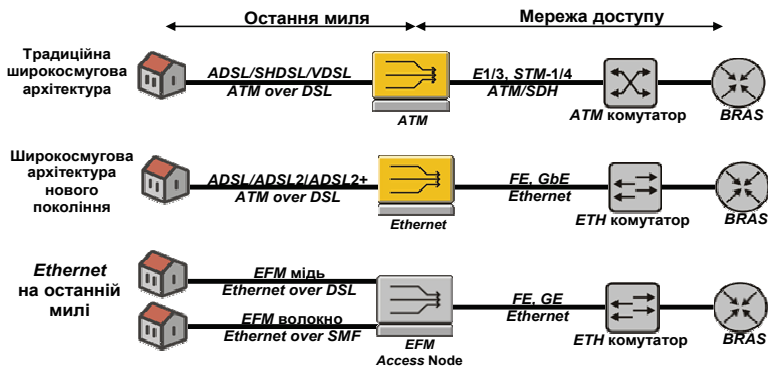 Остання миля
Мережа доступу
Традиційна
широкосмугова
архітектура
ADSL/SHDSL/VDSL
ATM over DSL
ATM
E1/3, STM-1/4
ATM/SDH
ATM комутатор
BRAS
Широкосмугова
архітектура
нового
покоління
ADSL/ADSL2/ADSL2+
ATM over DSL
Ethernet
FE, GbE
Ethernet
ETH комутатор
BRAS
Ethernet
на останній
милі
EFM мідь
Ethernet over DSL
EFM волокно
Ethernet over SMF
EFM
Access Node
FE, GE
Ethernet
ETH комутатор
BRAS